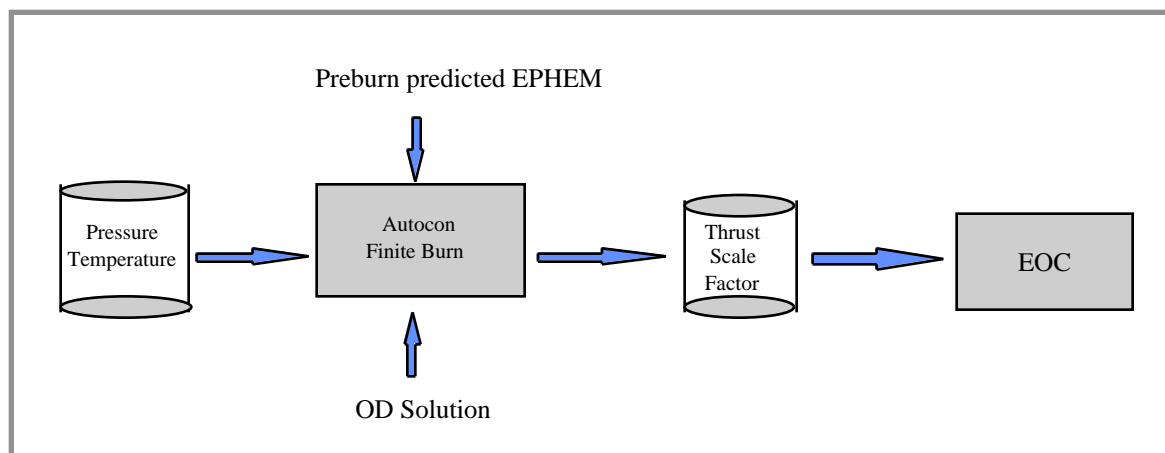 Preburn predicted EPHEM
Pressure
Temperature
Autocon
Finite Burn
Thrust
Scale
Factor
EOC
OD Solution